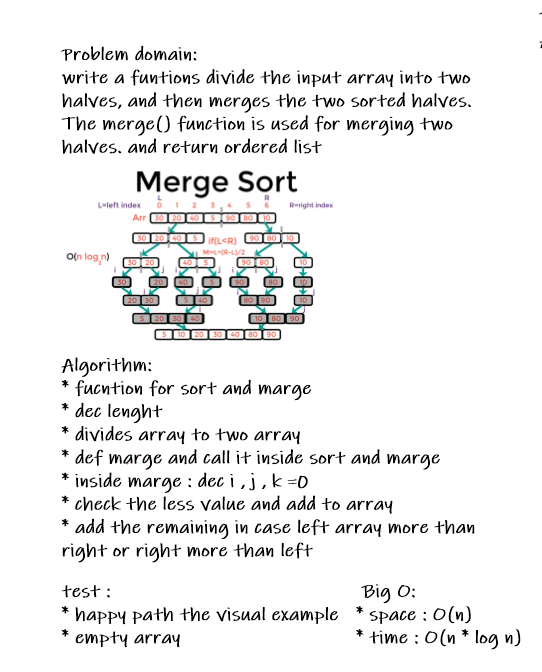 Problem domain:
write a funtions divide the input array into two
halves, and then merges the two sorted halves.
The merge() function is used for merging two
halves. and return ordered list
Merge Sort
L R
L=left index 0 1 2 3 4 5 6 R=right index
Arr 30 20 40 5 90 80 10
30 20 40 5 if(L<R) 90 80 10
M=L+(R-L)/2
O(n log n)
2
30 20 40 5 90 80 10
i j i j i j
30 20 40 5 90 80 10
20 30 5 40 80 90 10
5 20 30 40 10 80 90
5 10 20 30 40 80 90
Algorithm:
* fucntion for sort and marge
* dec lenght
* divides array to two array
* def marge and call it inside sort and marge
* inside marge : dec i , j , k =0
* check the less value and add to array
* add the remaining in case left array more than
right or right more than left
test : Big O:
* happy path the visual example * space : O(n)
* empty array * time : O(n * log n)